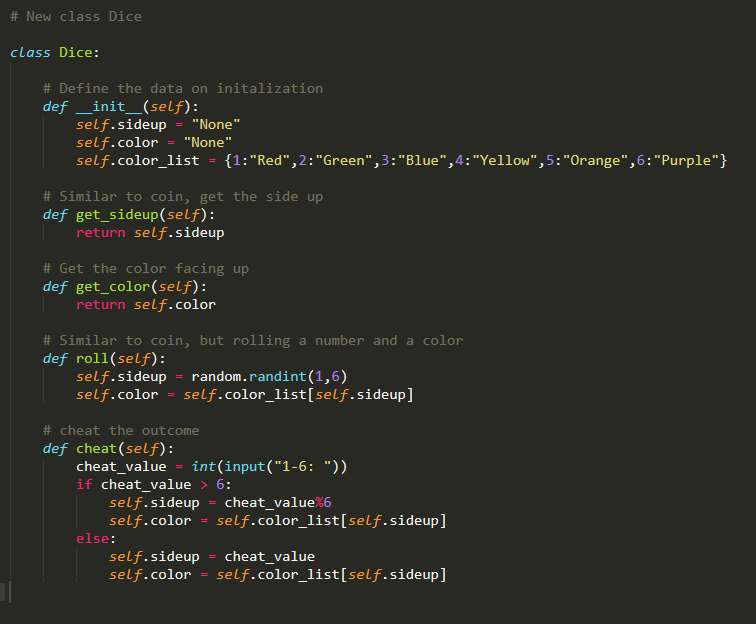 # New class Dice
class Dice:
# Define the data on initalization
def __init__(self):
self.sideup = "None"
self.color = "None"
self.color_list = {1:"Red",2:"Green",3:"Blue",4:"Yellow",5:"Orange",6:"Purple"}
# Similar to coin, get the side up
def get_sideup(self):
return self.sideup
# Get the color facing up
def get_color(self):
return self.color
# Similar to coin, but rolling a number and a color
def roll(self):
self.sideup = random.randint(1,6)
self.color = self.color_list[self.sideup]
# cheat the outcome
def cheat(self):
cheat_value = int(input("1-6: "))
if cheat_value > 6:
self.sideup = cheat_value%6
self.color = self.color_list[self.sideup]
else:
self.sideup = cheat_value
self.color = self.color_list[self.sideup]